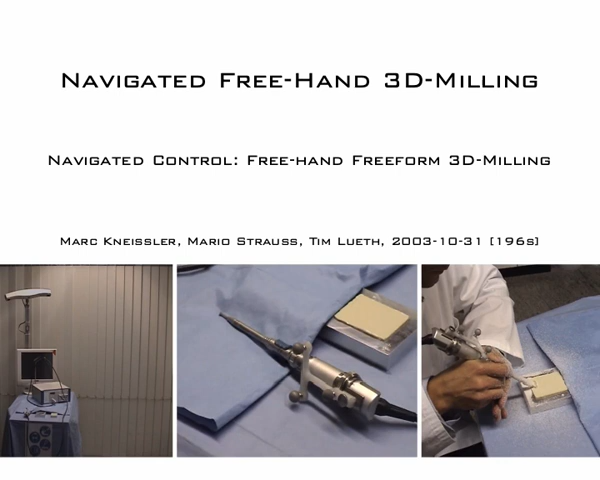 Navigated Free-Hand 3D-Milling
Navigated Control: Free-hand Freeform 3D-Milling
Marc Kneissler, Mario Strauss, Tim Lueth, 2003-10-31 [196s]